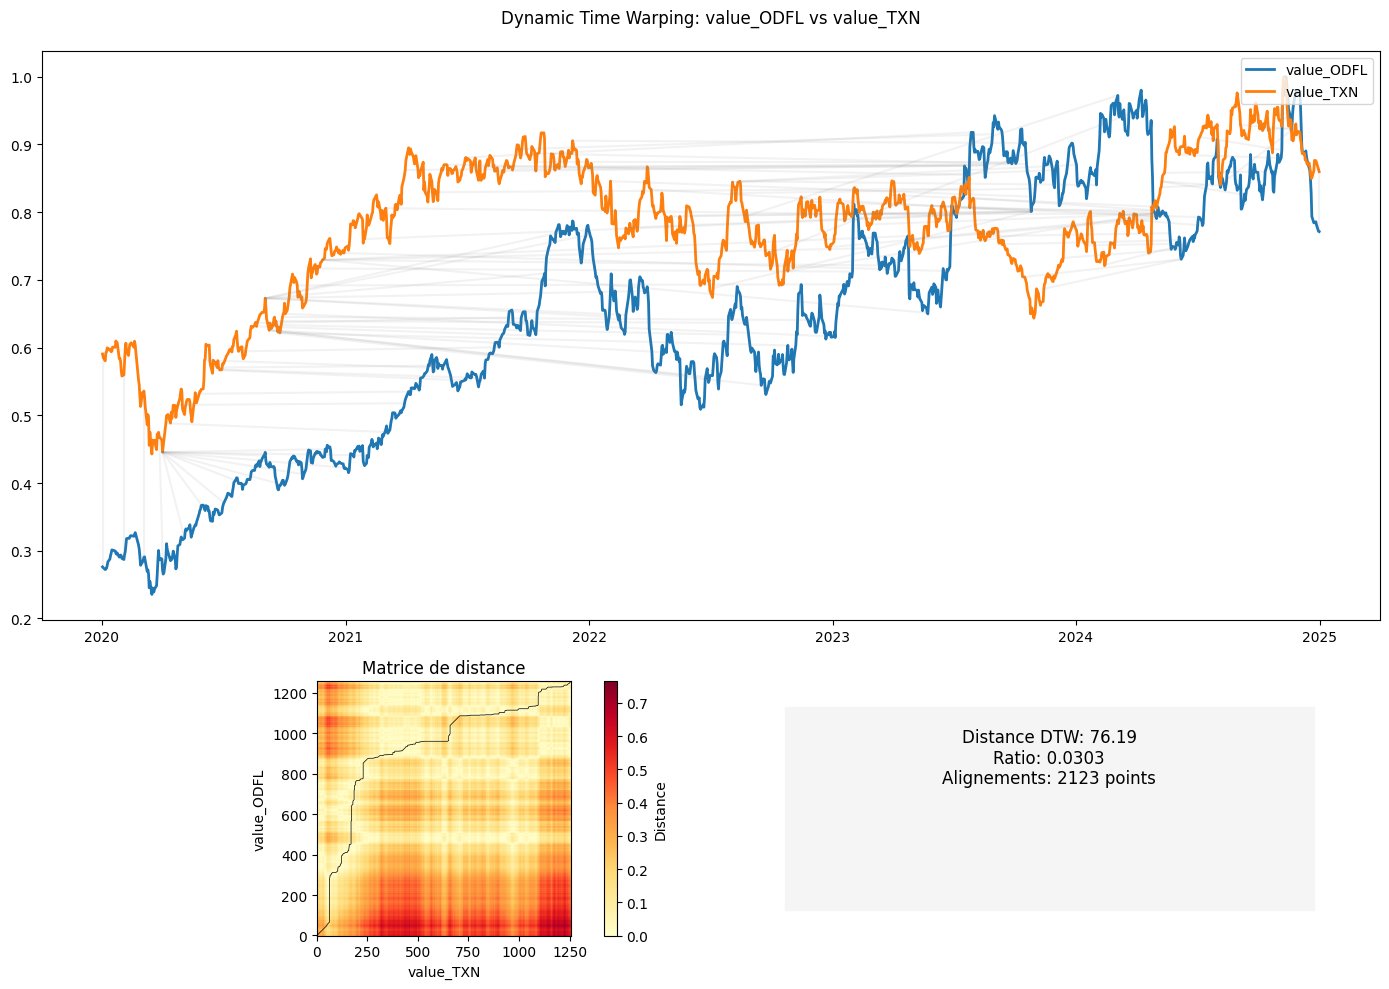 Dynamic Time Warping: value_ODFL vs value_TXN
1.0
0.9
0.8
0.7
0.6
0.5
0.4
0.3
0.2
value_ODFL
value_TXN
2020 2021 2022 2023 2024 2025
Matrice de distance
1200
1000
800
600
400
200
0
value_ODFL
0 250 500 750 1000 1250
value_TXN
0.7
0.6
0.5
0.4
0.3
0.2
0.1
0.0
Distance
Distance DTW: 76.19
Ratio: 0.0303
Alignements: 2123 points